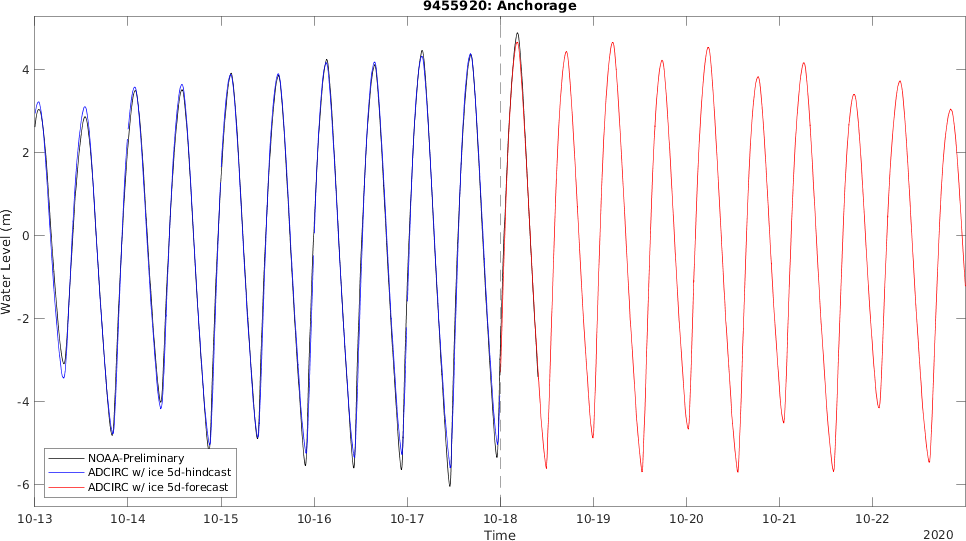 9455920: Anchorage
Water Level (m)
4
2
0
-2
-4
-6
NOAA-Preliminary
ADCIRC w/ ice 5d-hindcast
ADCIRC w/ ice 5d-forecast
10-13 10-14 10-15 10-16 10-17 10-18 10-19 10-20 10-21 10-22
Time
2020